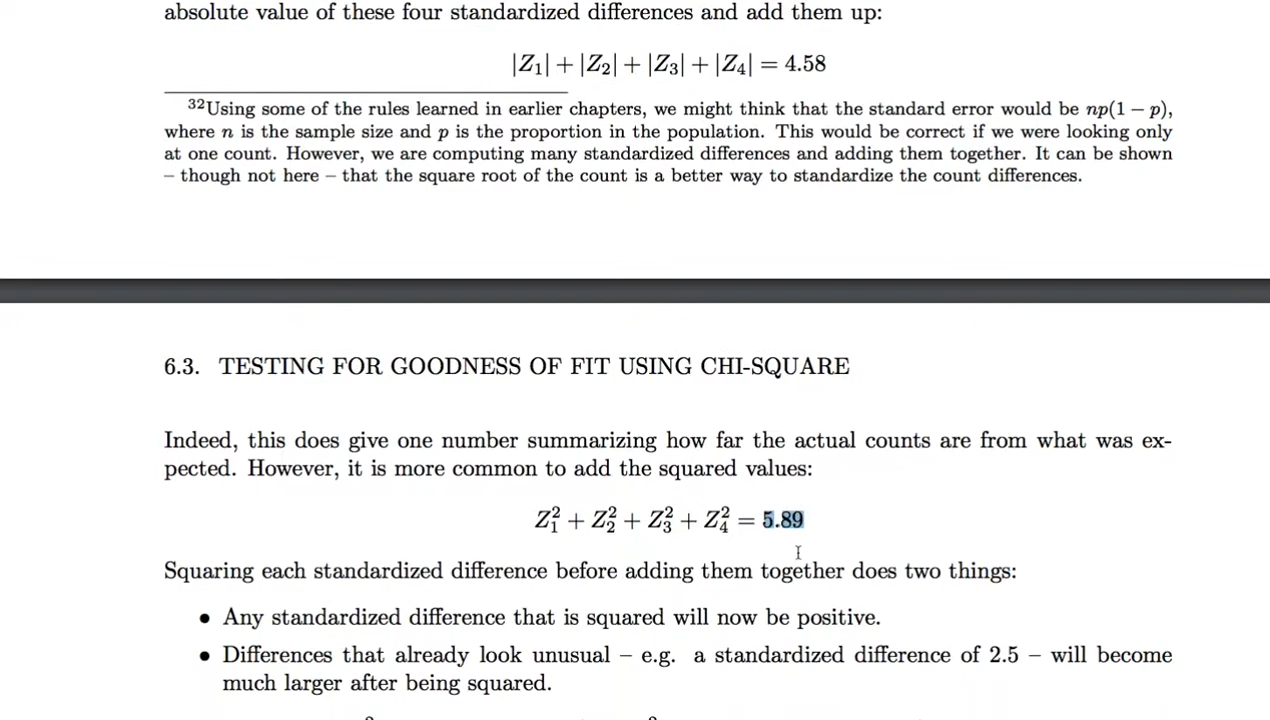 absolute value of these four standardized differences and add them up:
|Z₁| + |Z₂| + |Z₃| + |Z₄| = 4.58
³²Using some of the rules learned in earlier chapters, we might think that the standard error would be np(1 − p),
where n is the sample size and p is the proportion in the population. This would be correct if we were looking only
at one count. However, we are computing many standardized differences and adding them together. It can be shown
– though not here – that the square root of the count is a better way to standardize the count differences.
6.3. TESTING FOR GOODNESS OF FIT USING CHI-SQUARE
Indeed, this does give one number summarizing how far the actual counts are from what was ex-
pected. However, it is more common to add the squared values:
Z₁² + Z₂² + Z₃² + Z₄² = 5.89
Squaring each standardized difference before adding them together does two things:
• Any standardized difference that is squared will now be positive.
• Differences that already look unusual – e.g. a standardized difference of 2.5 – will become
much larger after being squared.